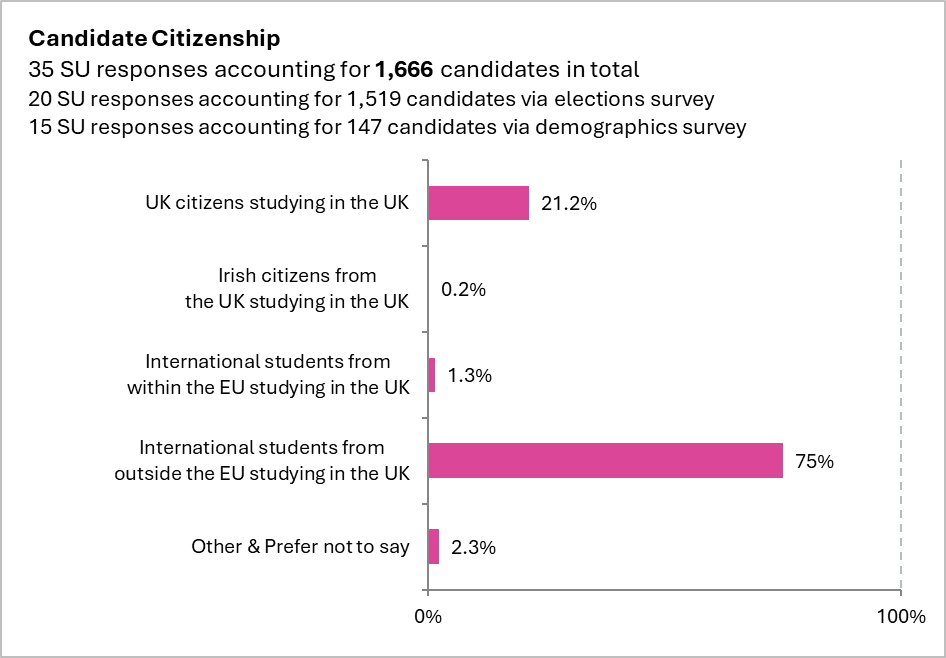 Candidate Citizenship
35 SU responses accounting for 1,666 candidates in total
20 SU responses accounting for 1,519 candidates via elections survey
15 SU responses accounting for 147 candidates via demographics survey
UK citizens studying in the UK
21.2%
Irish citizens from
the UK studying in the UK
0.2%
International students from
within the EU studying in the UK
1.3%
International students from
outside the EU studying in the UK
75%
Other & Prefer not to say
2.3%
0%
100%